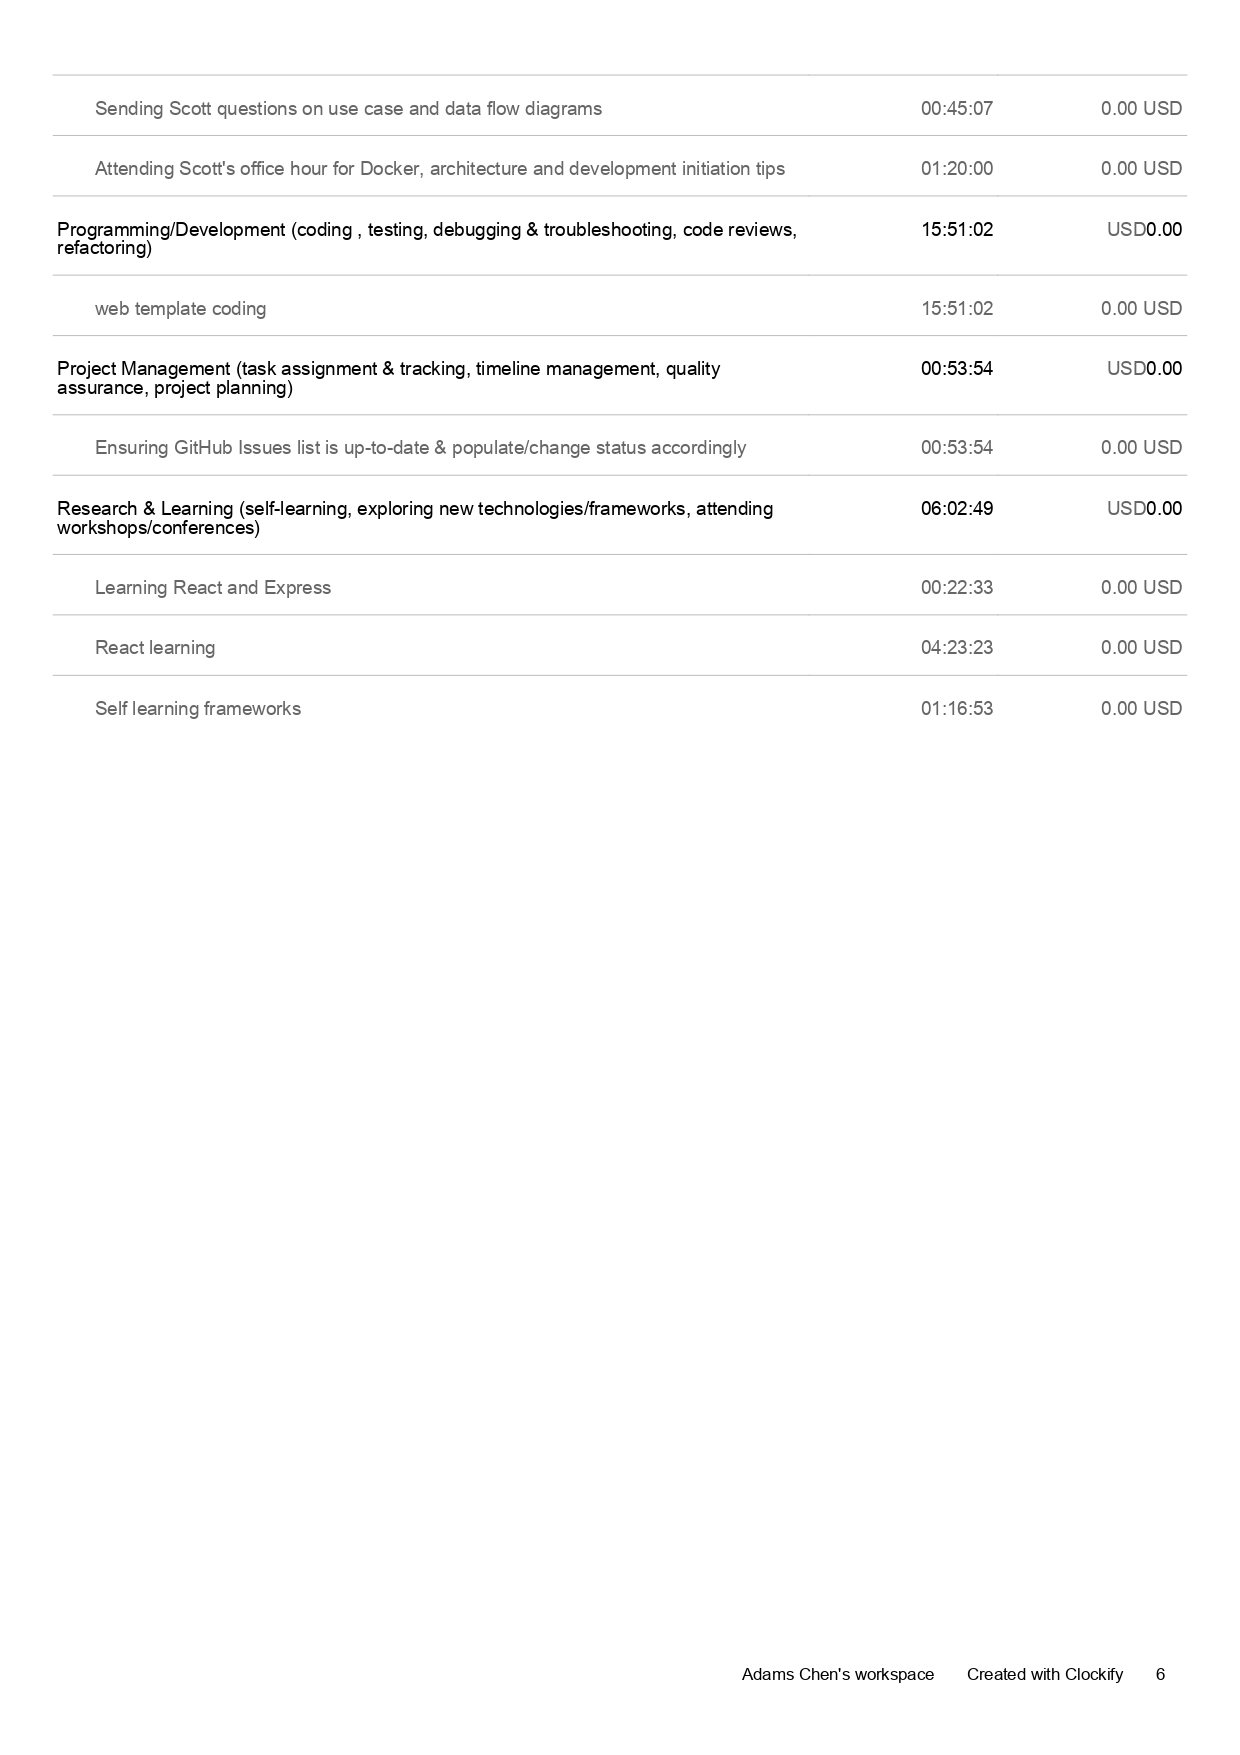 Sending Scott questions on use case and data flow diagrams 00:45:07 0.00 USD
Attending Scott's office hour for Docker, architecture and development initiation tips 01:20:00 0.00 USD
Programming/Development (coding , testing, debugging & troubleshooting, code reviews, 15:51:02 USD0.00
refactoring)
web template coding 15:51:02 0.00 USD
Project Management (task assignment & tracking, timeline management, quality 00:53:54 USD0.00
assurance, project planning)
Ensuring GitHub Issues list is up-to-date & populate/change status accordingly 00:53:54 0.00 USD
Research & Learning (self-learning, exploring new technologies/frameworks, attending 06:02:49 USD0.00
workshops/conferences)
Learning React and Express 00:22:33 0.00 USD
React learning 04:23:23 0.00 USD
Self learning frameworks 01:16:53 0.00 USD
Adams Chen's workspace Created with Clockify 6